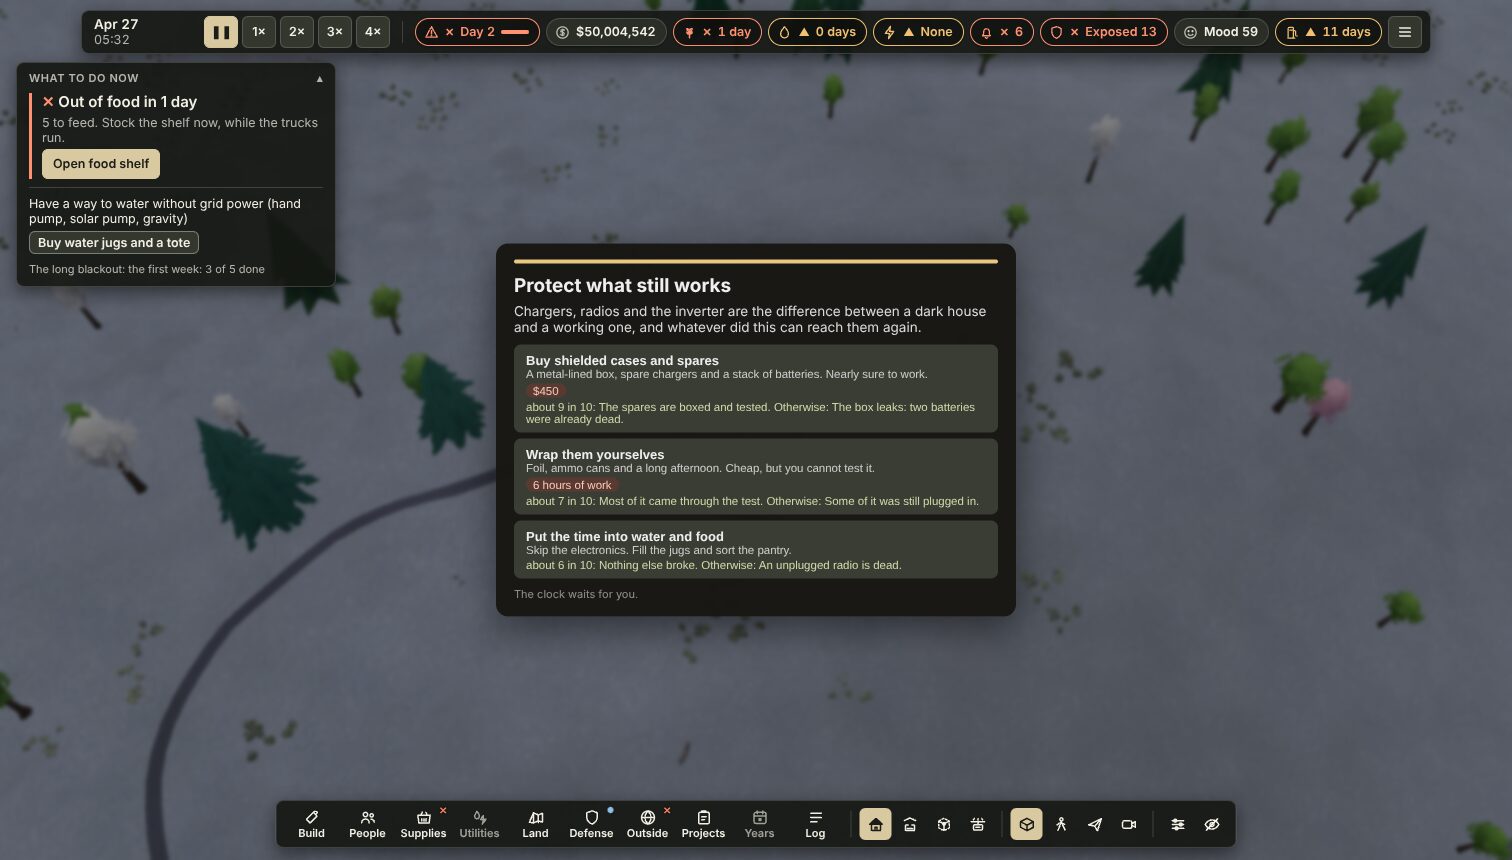 Apr 27
05:32
1×
2×
3×
4×
× Day 2
$50,004,542
× 1 day
▲ 0 days
▲ None
× 6
× Exposed 13
Mood 59
▲ 11 days
WHAT TO DO NOW
× Out of food in 1 day
5 to feed. Stock the shelf now, while the trucks
run.
Open food shelf
Have a way to water without grid power (hand
pump, solar pump, gravity)
Buy water jugs and a tote
The long blackout: the first week: 3 of 5 done
Protect what still works
Chargers, radios and the inverter are the difference between a dark house
and a working one, and whatever did this can reach them again.
Buy shielded cases and spares
A metal-lined box, spare chargers and a stack of batteries. Nearly sure to work.
$450
about 9 in 10: The spares are boxed and tested. Otherwise: The box leaks: two batteries
were already dead.
Wrap them yourselves
Foil, ammo cans and a long afternoon. Cheap, but you cannot test it.
6 hours of work
about 7 in 10: Most of it came through the test. Otherwise: Some of it was still plugged in.
Put the time into water and food
Skip the electronics. Fill the jugs and sort the pantry.
about 6 in 10: Nothing else broke. Otherwise: An unplugged radio is dead.
The clock waits for you.
Build
People
Supplies
Utilities
Land
Defense
Outside
Projects
Years
Log